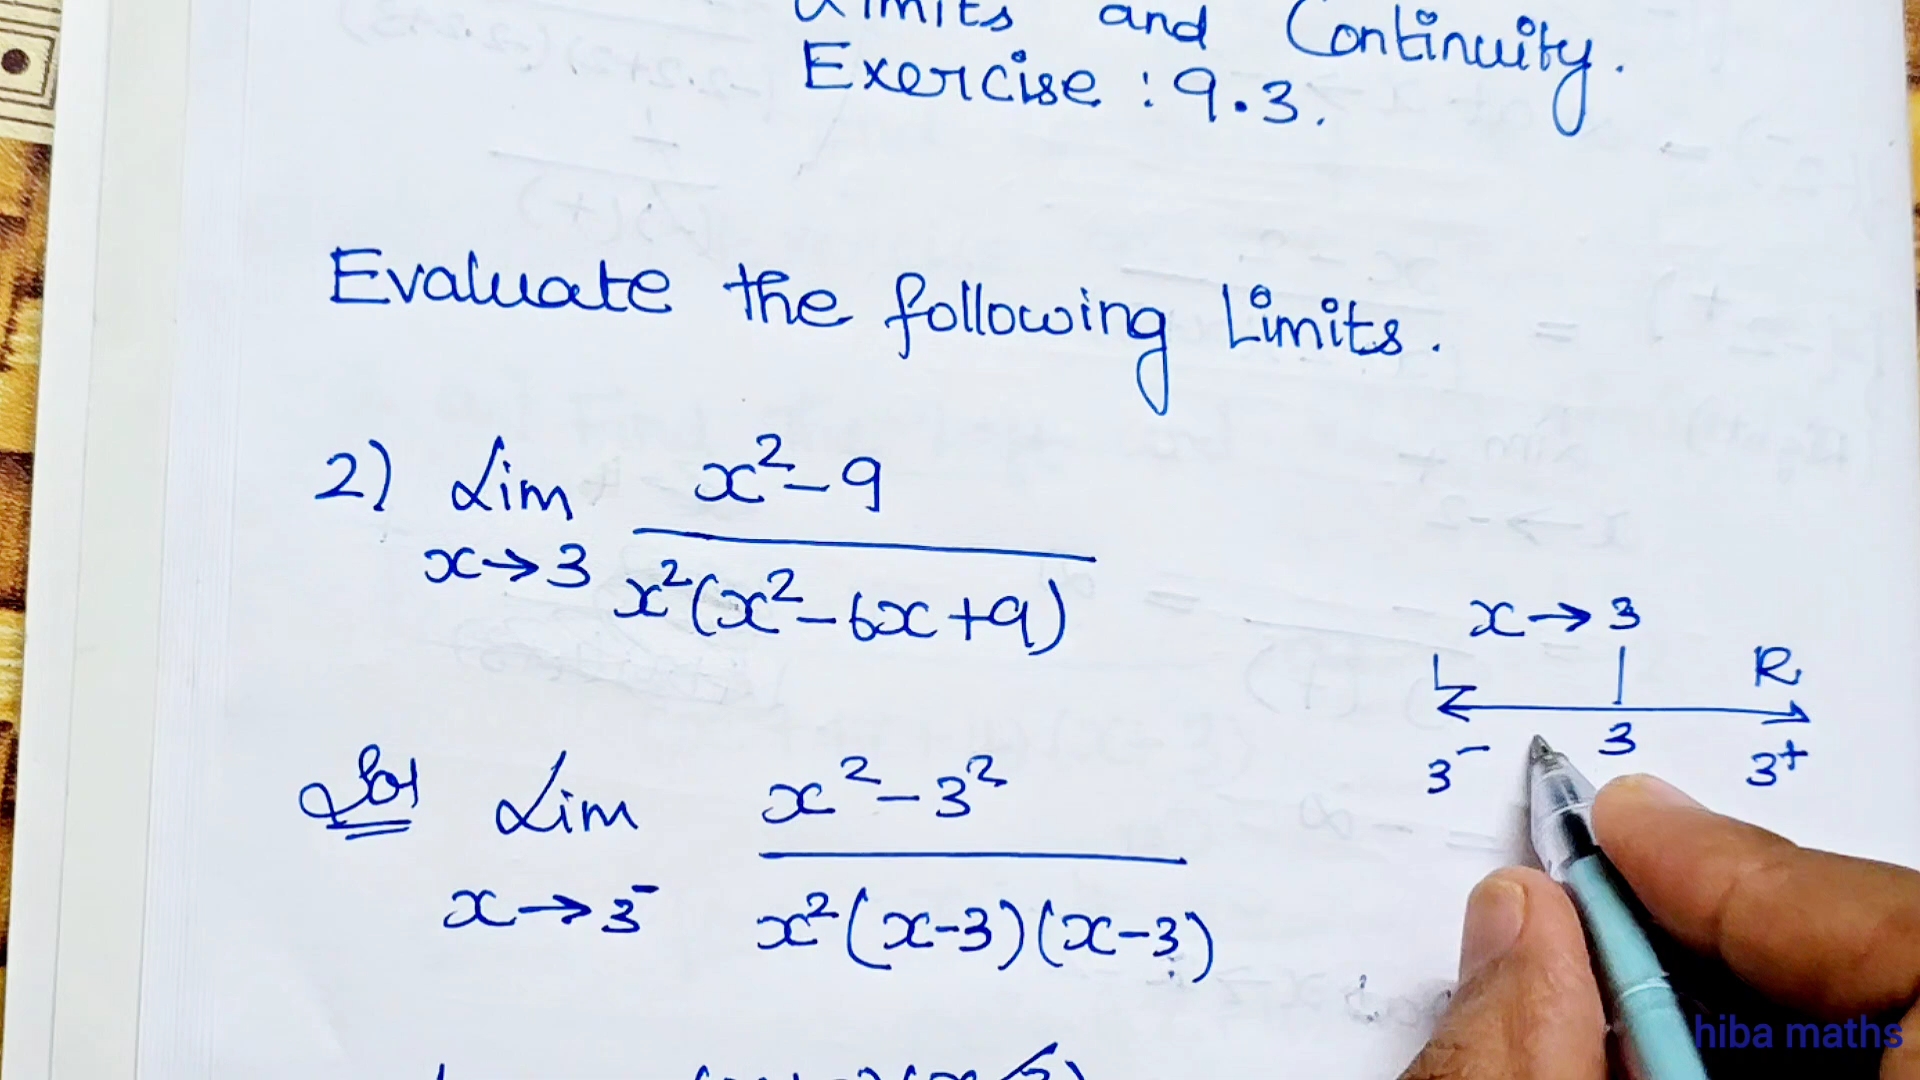 Limits and Continuity.
Exercise : 9.3.
Evaluate the following Limits.
2) Lim x² - 9
x→3 x²(x² - 6x + 9)
x→3
L R
3⁻ 3 3⁺
Sol Lim x² - 3²
x→3⁻ x²(x-3)(x-3)
hiba maths